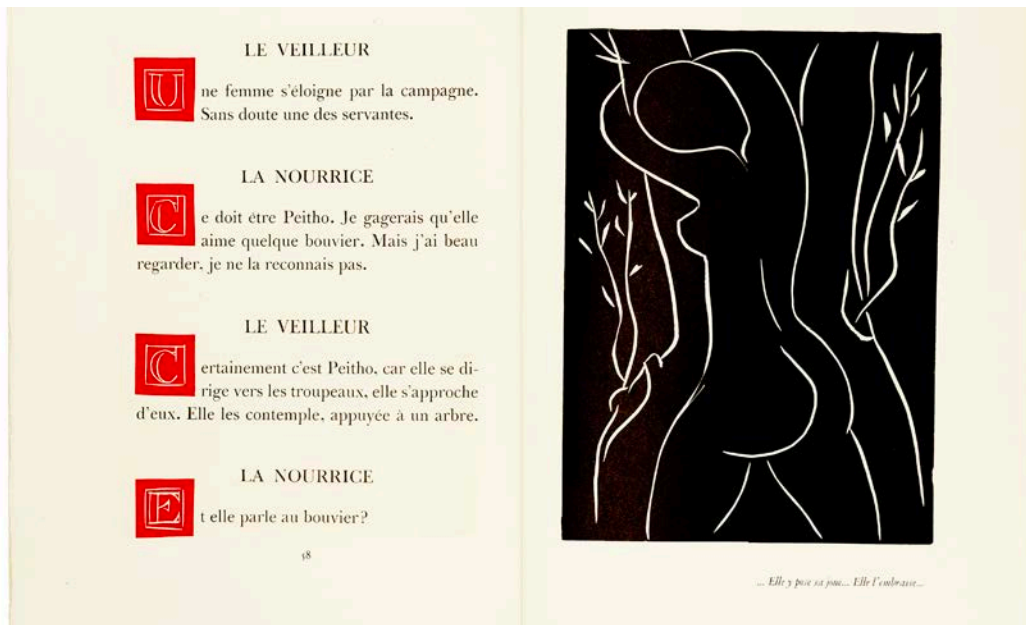 LE VEILLEUR
Une femme s'éloigne par la campagne.
Sans doute une des servantes.
LA NOURRICE
Ce doit être Peitho. Je gagerais qu'elle
aime quelque bouvier. Mais j'ai beau
regarder, je ne la reconnais pas.
LE VEILLEUR
Certainement c'est Peitho, car elle se di-
rige vers les troupeaux, elle s'approche
d'eux. Elle les contemple, appuyée à un arbre.
LA NOURRICE
Et elle parle au bouvier?
... Elle y pose sa joue... Elle l'embrasse...